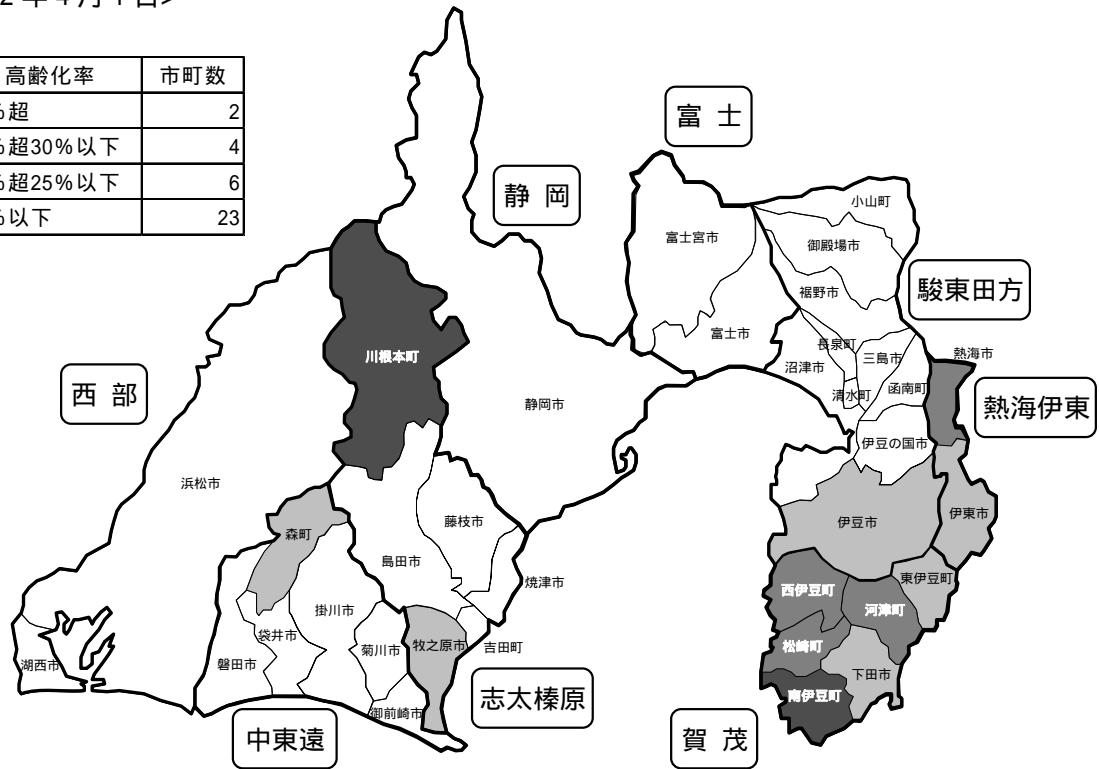 2年4月1日>
高齢化率 市町数
%超 2
%超30%以下 4
%超25%以下 6
%以下 23
富 士
静 岡
小山町
富士宮市
御殿場市
駿東田方
裾野市
富士市
長泉町
三島市
熱海市
川根本町
沼津市
西 部
清水町
函南町
熱海伊東
静岡市
伊豆の国市
浜松市
藤枝市
伊豆市
伊東市
森町
島田市
焼津市
東伊豆町
西伊豆町
河津町
掛川市
袋井市
菊川市
牧之原市
吉田町
松崎町
湖西市
磐田市
下田市
南伊豆町
志太榛原
御前崎市
中東遠
賀 茂